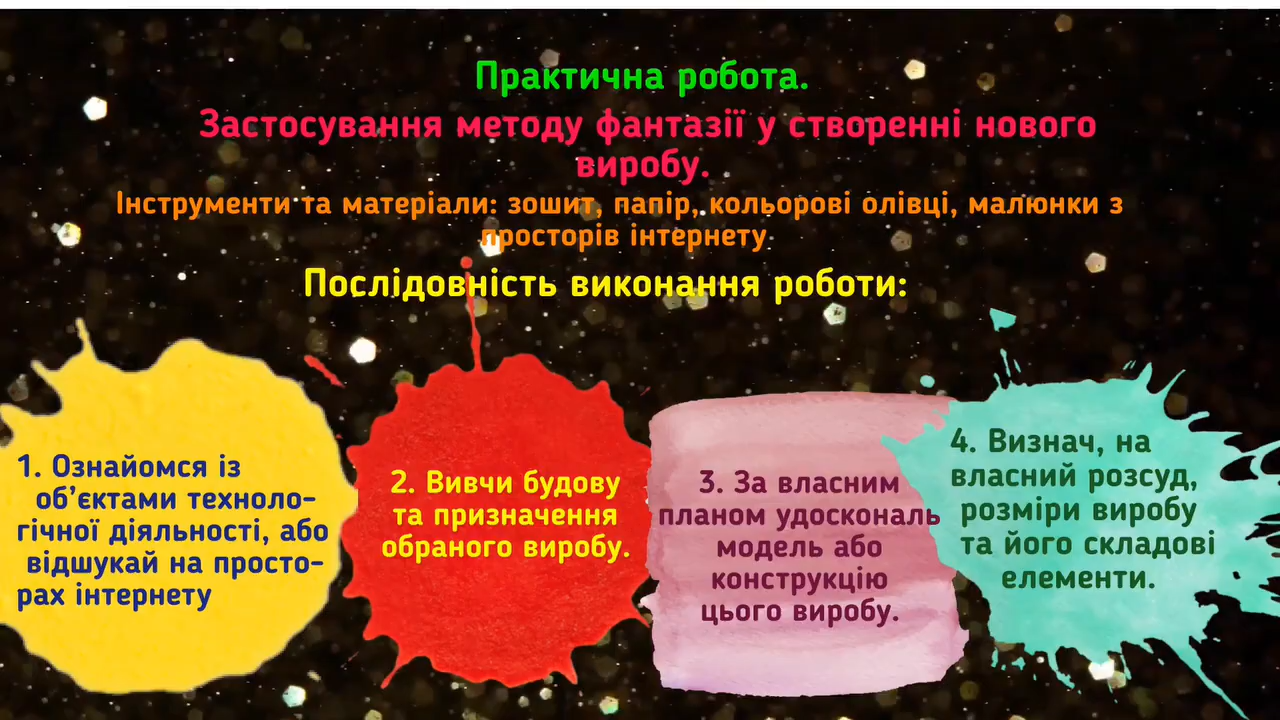 Практична робота.
Застосування методу фантазії у створенні нового
виробу.
Інструменти та матеріали: зошит, папір, кольорові олівці, малюнки з
просторів інтернету
Послідовність виконання роботи:
1. Ознайомся із
об’єктами техноло-
гічної діяльності, або
відшукай на просто-
рах інтернету
2. Вивчи будову
та призначення
обраного виробу.
3. За власним
планом удоскональ
модель або
конструкцію
цього виробу.
4. Визнач, на
власний розсуд,
розміри виробу
та його складові
елементи.